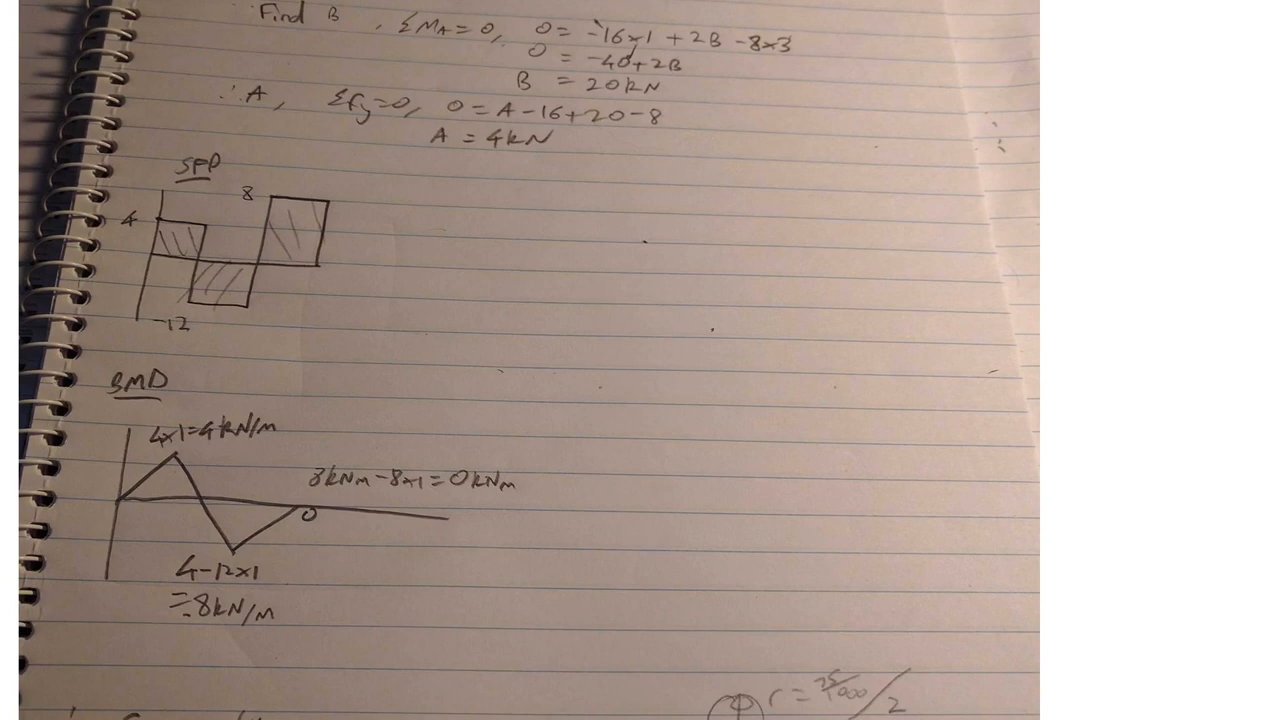 Find B, ΣMA=0, 0 = -16×1 + 2B - 8×3
0 = -40+2B
B = 20kN
∴ A, Σfy=0, 0 = A-16+20-8
A = 4kN
SFD
8
4
-12
BMD
4×1=4kN/m
8kNm-8×1=0kNm
0
4-12×1
=-8kN/m
r = 25/1000/2